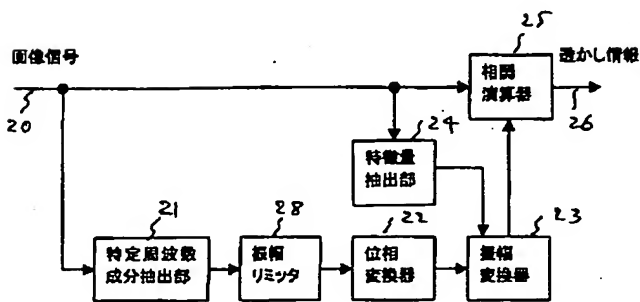 画像信号
20
25
相関
演算器
透かし情報
26
24
特徴量
抽出部
21
特定周波数
成分抽出部
28
振幅
リミッタ
22
位相
変換器
23
振幅
変換器